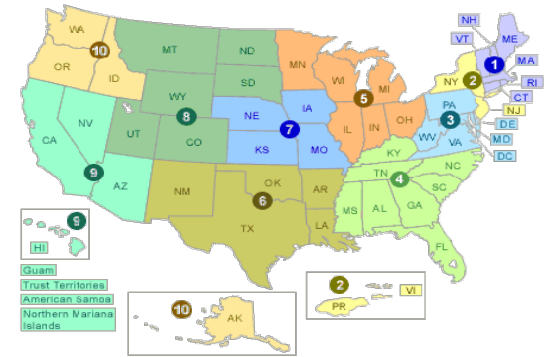 NH
VT
ME
WA
MA
MT
ND
MN
OR
ID
WI
NY
RI
SD
MI
CT
WY
IA
PA
NJ
NE
OH
DE
NV
UT
IL
IN
WV
VA
MD
CA
CO
KS
MO
KY
DC
NC
TN
AZ
NM
OK
AR
SC
MS
AL
GA
TX
LA
FL
HI
Guam
Trust Territories
American Samoa
Northern Mariana
Islands
AK
PR
VI
1
2
3
4
5
6
7
8
9
10
9
10
2